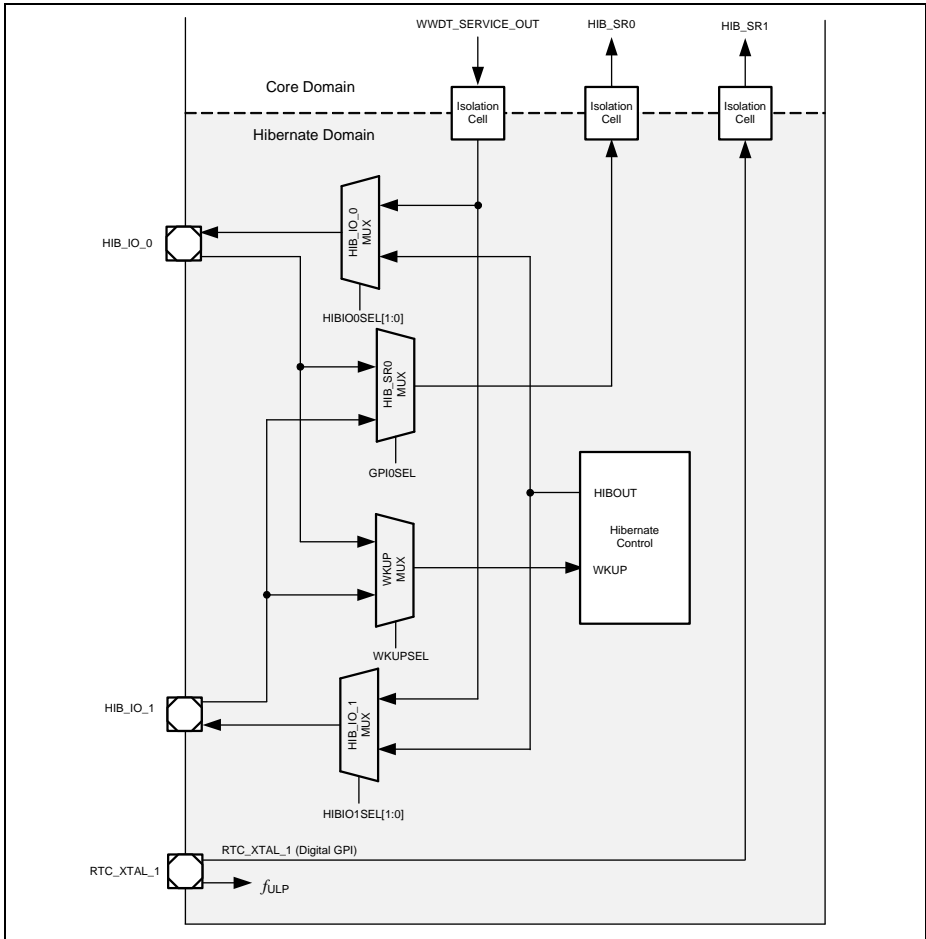 WWDT_SERVICE_OUT
HIB_SR0
HIB_SR1
Core Domain
Isolation
Cell
Isolation
Cell
Isolation
Cell
Hibernate Domain
HIB_IO_0
MUX
HIB_IO_0
HIBIO0SEL[1:0]
HIB_SR0
MUX
GPI0SEL
HIBOUT
Hibernate
Control
WKUP
WKUP
MUX
WKUPSEL
HIB_IO_1
HIB_IO_1
MUX
HIBIO1SEL[1:0]
RTC_XTAL_1 (Digital GPI)
RTC_XTAL_1
fULP